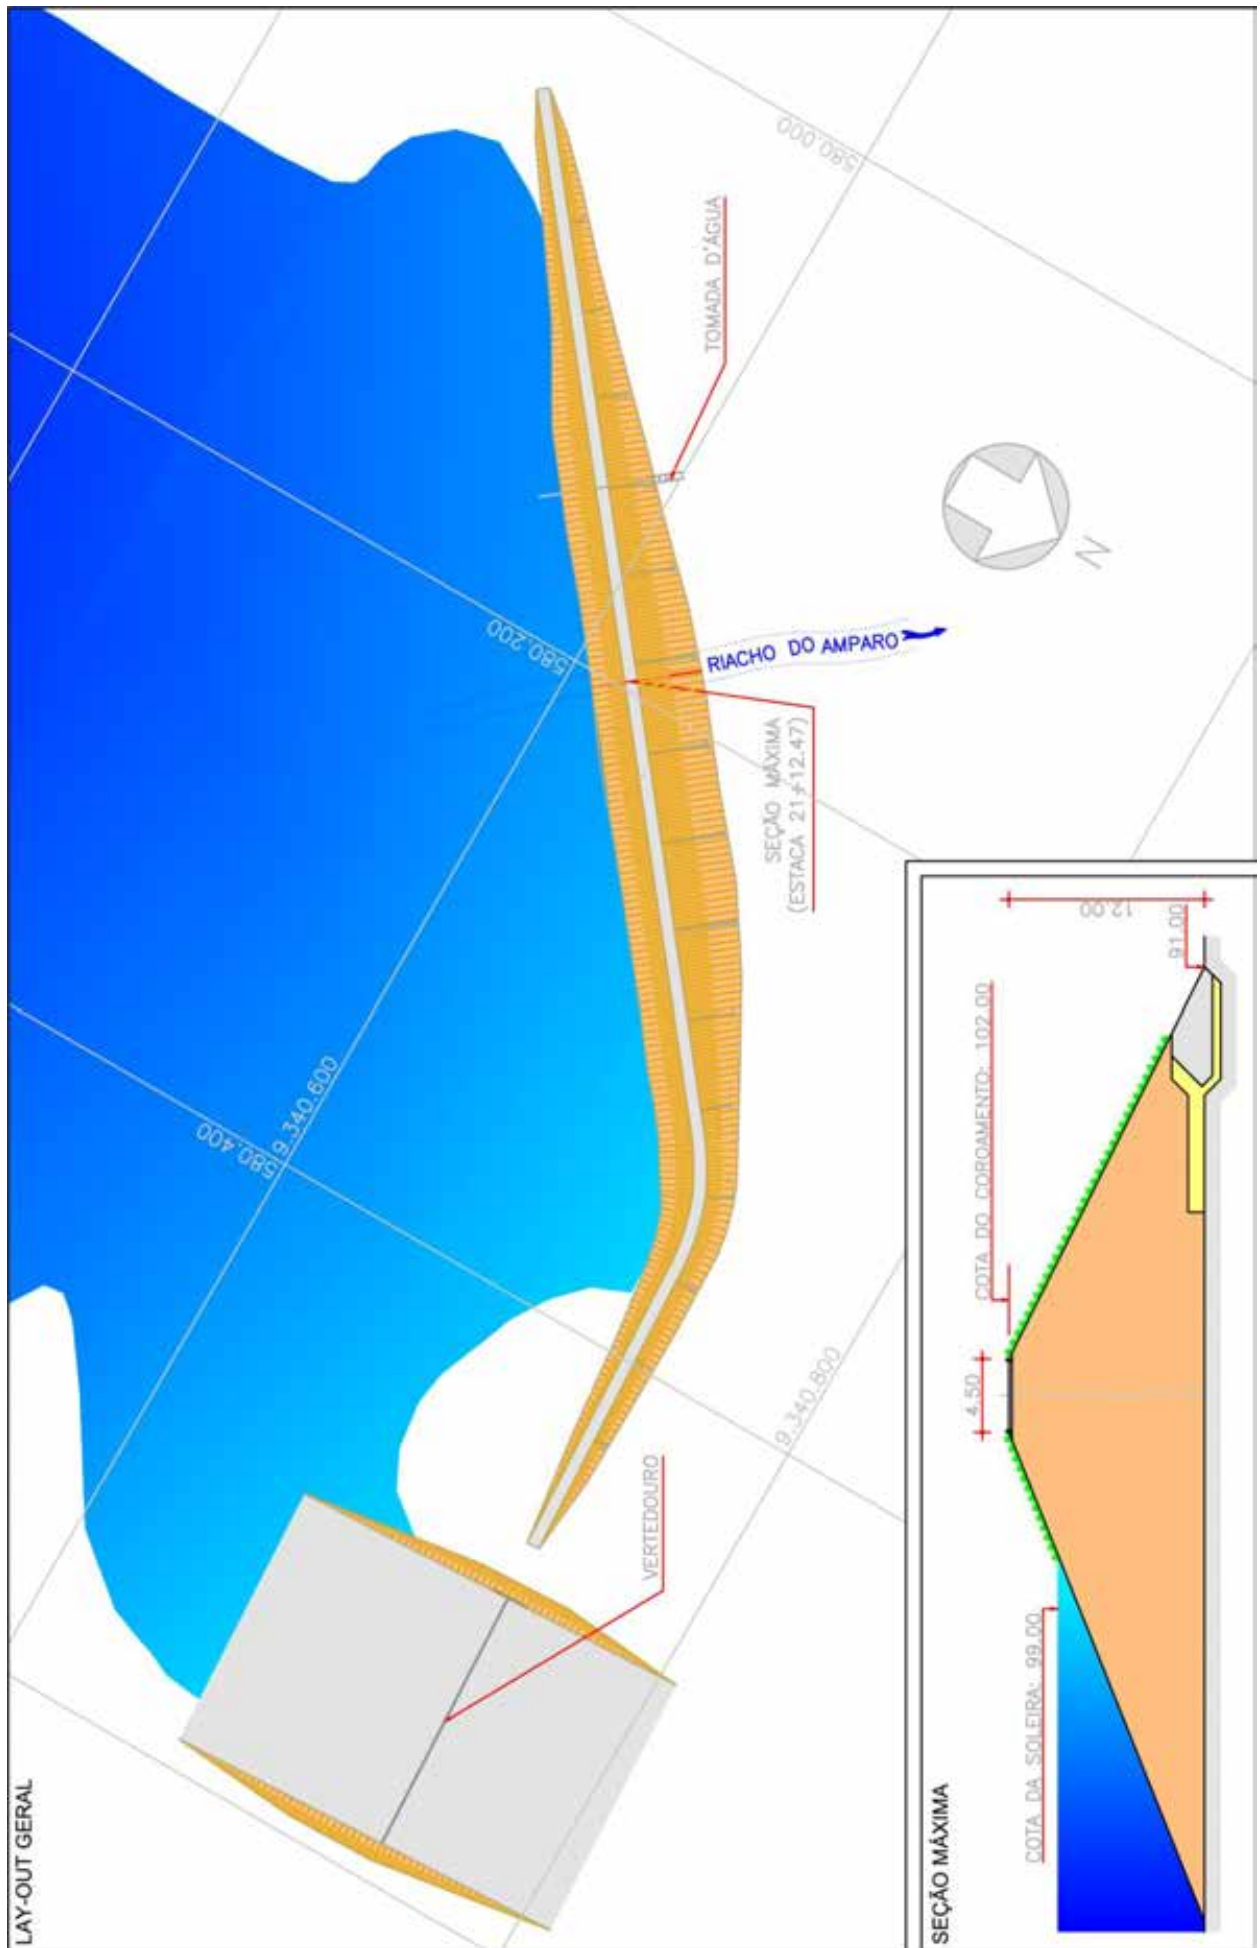 LAY-OUT GERAL
580.000
TOMADA D'ÁGUA
N
580.200
RIACHO DO AMPARO
SEÇÃO MÁXIMA
(ESTACA 21+12.47)
9.340.600
580.400
9.340.800
VERTEDOURO
SEÇÃO MÁXIMA
COTA DA SOLEIRA: 99.00
4.50
COTA DO COROAMENTO: 102.00
91.00
12.00